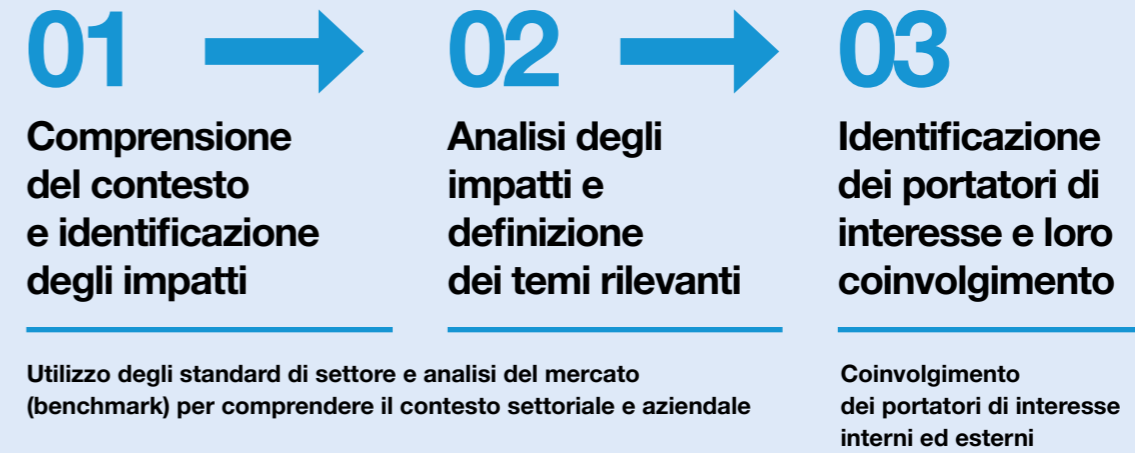 01
Comprensione
del contesto
e identificazione
degli impatti
02
Analisi degli
impatti e
definizione
dei temi rilevanti
03
Identificazione
dei portatori di
interesse e loro
coinvolgimento
Utilizzo degli standard di settore e analisi del mercato
(benchmark) per comprendere il contesto settoriale e aziendale
Coinvolgimento
dei portatori di interesse
interni ed esterni